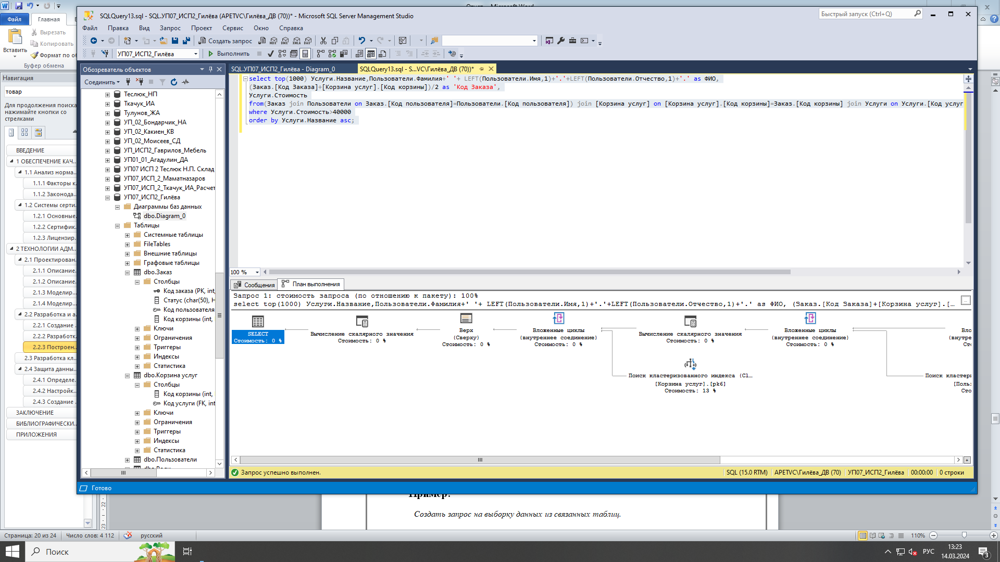 Отчет - Microsoft Word
Файл
Главная
Вставить
Вырезать
Копировать
Формат по об
Буфер обмена
Навигация
товар
Для продолжения поиска
нажимайте кнопки со
стрелками
ВВЕДЕНИЕ
1 ОБЕСПЕЧЕНИЕ КАЧ...
1.1 Анализ норма...
1.1.1 Факторы к...
1.1.2 Законода...
1.2 Системы серти...
1.2.1 Основные...
1.2.2 Сертифик...
1.2.3 Лицензир...
2 ТЕХНОЛОГИИ АДМ...
2.1 Проектирован...
2.1.1 Описание...
2.1.2 Описание...
2.1.3 Моделир...
2.1.4 Моделир...
2.2 Разработка и а...
2.2.1 Создание ...
2.2.2 Разработк...
2.2.3 Построен...
2.3 Разработка кл...
2.4 Защита данны...
2.4.1 Определе...
2.4.2 Настройк...
2.4.3 Создание ...
ЗАКЛЮЧЕНИЕ
БИБЛИОГРАФИЧЕСКИ...
ПРИЛОЖЕНИЯ
SQLQuery13.sql - SQL.УП07_ИСП2_Гилёва (APETVC\Гилёва_ДВ (70))* - Microsoft SQL Server Management Studio
Быстрый запуск (Ctrl+Q)
Файл Правка Вид Запрос Проект Сервис Окно Справка
Создать запрос MDX DMX XMLA DAX
УП07_ИСП2_Гилёва
Выполнить
Обозреватель объектов
Соединить
Теслюк_НП
Ткачук_ИА
Тулунов_ЖА
УП_02_Бондарчик_НА
УП_02_Какиен_КВ
УП_02_Моисеев_СД
УП_ИСП2_Гаврилов_Мебель
УП01_01_Агадулин_ДА
УП07 ИСП 2 Теслюк Н.П. Склад
УП07_ИСП_2_Маматназаров
УП07_ИСП_2_Ткачук_ИА_Расчет
УП07_ИСП2_Гилёва
Диаграммы баз данных
dbo.Diagram_0
Таблицы
Системные таблицы
FileTables
Внешние таблицы
Графовые таблицы
dbo.Заказ
Столбцы
Код заказа (PK, int,
Статус (char(50), Н
Код пользователя
Код корзины (int,
Ключи
Ограничения
Триггеры
Индексы
Статистика
dbo.Корзина услуг
Столбцы
Код корзины (int,
Код услуги (FK, int
Ключи
Ограничения
Триггеры
Индексы
Статистика
dbo.Пользователи
SQL.УП07_ИСП2_Гилёва - Diagram_0
SQLQuery13.sql - S...VC\Гилёва_ДВ (70))*
select top(1000) Услуги.Название,Пользователи.Фамилия+' '+ LEFT(Пользователи.Имя,1)+'.'+LEFT(Пользователи.Отчество,1)+'.' as ФИО,
(Заказ.[Код Заказа]+[Корзина услуг].[Код корзины])/2 as 'Код Заказа',
Услуги.Стоимость
from(Заказ join Пользователи on Заказ.[Код пользователя]=Пользователи.[Код пользователя]) join [Корзина услуг] on [Корзина услуг].[Код корзины]=Заказ.[Код корзины] join Услуги on Услуги.[Код услуг
where Услуги.Стоимость>40000
order by Услуги.Название asc;
100 %
Сообщения
План выполнения
Запрос 1: стоимость запроса (по отношению к пакету): 100%
select top(1000) Услуги.Название,Пользователи.Фамилия+' '+ LEFT(Пользователи.Имя,1)+'.'+LEFT(Пользователи.Отчество,1)+'.' as ФИО, (Заказ.[Код Заказа]+[Корзина услуг].[...
SELECT
Стоимость: 0 %
Вычисление скалярного значения
Стоимость: 0 %
Верх
(Сверху)
Стоимость: 0 %
Вложенные циклы
(внутреннее соединение)
Стоимость: 0 %
Вычисление скалярного значения
Стоимость: 0 %
Вложенные циклы
(внутреннее соединение)
Стоимость: 0 %
Вло
(внутре
Ст
Поиск кластеризованного индекса (Cl...
[Корзина услуг].[pk6]
Стоимость: 13 %
Поиск кластери
[Польз
Сто
Запрос успешно выполнен.
SQL (15.0 RTM)
APETVC\Гилёва_ДВ (70)
УП07_ИСП2_Гилёва
00:00:00
0 строки
Готово
22
23
Пример:
Создать запрос на выборку данных из связанных таблиц.
Страница: 20 из 24
Число слов: 4 112
русский
110%
Поиск
РУС
13:23
14.03.2024
3